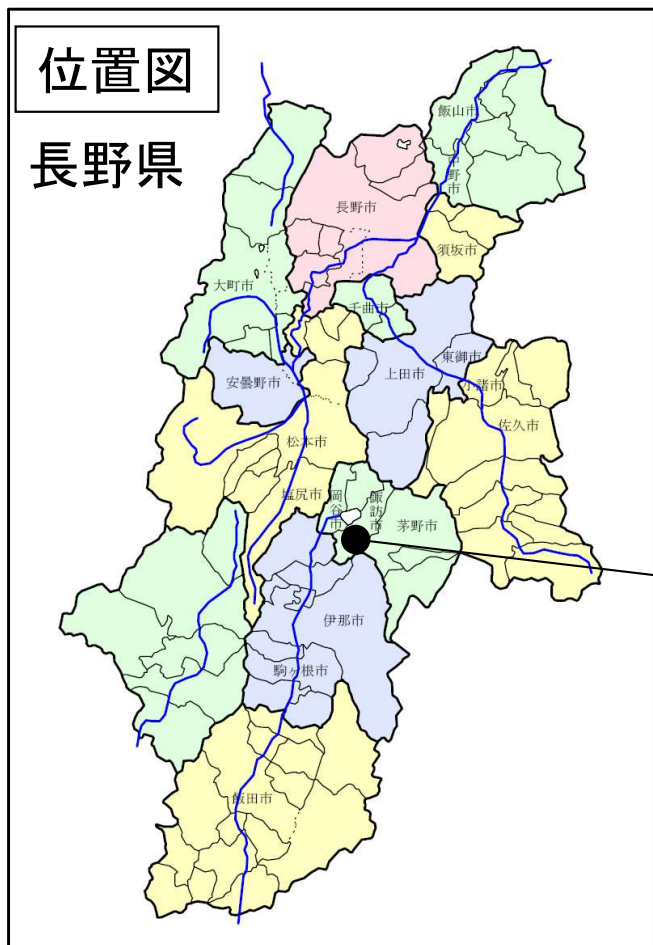 位置図
長野県
飯山市
中野市
長野市
須坂市
大町市
千曲市
東御市
上田市
小諸市
安曇野市
佐久市
松本市
塩尻市
岡谷市
諏訪市
茅野市
伊那市
駒ヶ根市
飯田市